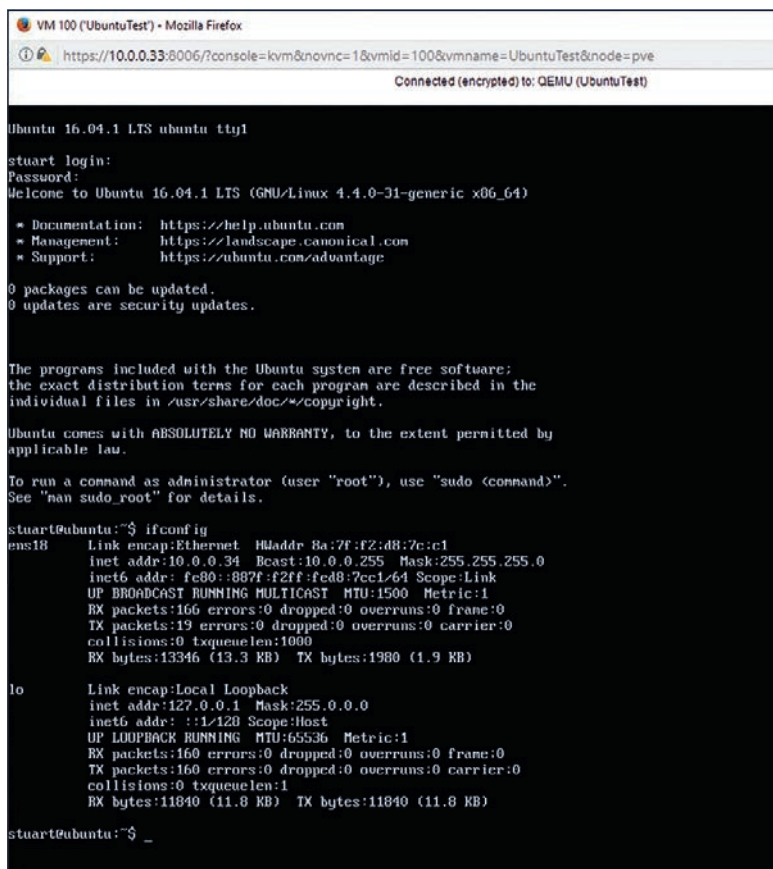 VM 100 ('UbuntuTest') - Mozilla Firefox
https://10.0.0.33:8006/?console=kvm&novnc=1&vmid=100&vmname=UbuntuTest&node=pve
Connected (encrypted) to: QEMU (UbuntuTest)
Ubuntu 16.04.1 LTS ubuntu tty1
stuart login:
Password:
Welcome to Ubuntu 16.04.1 LTS (GNU/Linux 4.4.0-31-generic x86_64)
* Documentation:  https://help.ubuntu.com
* Management:     https://landscape.canonical.com
* Support:        https://ubuntu.com/advantage
0 packages can be updated.
0 updates are security updates.
The programs included with the Ubuntu system are free software;
the exact distribution terms for each program are described in the
individual files in /usr/share/doc/*/copyright.
Ubuntu comes with ABSOLUTELY NO WARRANTY, to the extent permitted by
applicable law.
To run a command as administrator (user "root"), use "sudo <command>".
See "man sudo_root" for details.
stuart@ubuntu:~$ ifconfig
ens18     Link encap:Ethernet  HWaddr 8a:7f:f2:d8:7c:c1
          inet addr:10.0.0.34  Bcast:10.0.0.255  Mask:255.255.255.0
          inet6 addr: fe80::887f:f2ff:fed8:7cc1/64 Scope:Link
          UP BROADCAST RUNNING MULTICAST  MTU:1500  Metric:1
          RX packets:166 errors:0 dropped:0 overruns:0 frame:0
          TX packets:19 errors:0 dropped:0 overruns:0 carrier:0
          collisions:0 txqueuelen:1000
          RX bytes:13346 (13.3 KB)  TX bytes:1980 (1.9 KB)
lo        Link encap:Local Loopback
          inet addr:127.0.0.1  Mask:255.0.0.0
          inet6 addr: ::1/128 Scope:Host
          UP LOOPBACK RUNNING  MTU:65536  Metric:1
          RX packets:160 errors:0 dropped:0 overruns:0 frame:0
          TX packets:160 errors:0 dropped:0 overruns:0 carrier:0
          collisions:0 txqueuelen:1
          RX bytes:11840 (11.8 KB)  TX bytes:11840 (11.8 KB)
stuart@ubuntu:~$ _